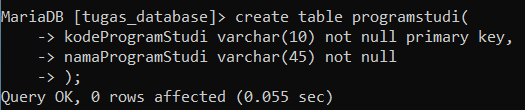 MariaDB [tugas_database]> create table programstudi(
    -> kodeProgramStudi varchar(10) not null primary key,
    -> namaProgramStudi varchar(45) not null
    -> );
Query OK, 0 rows affected (0.055 sec)